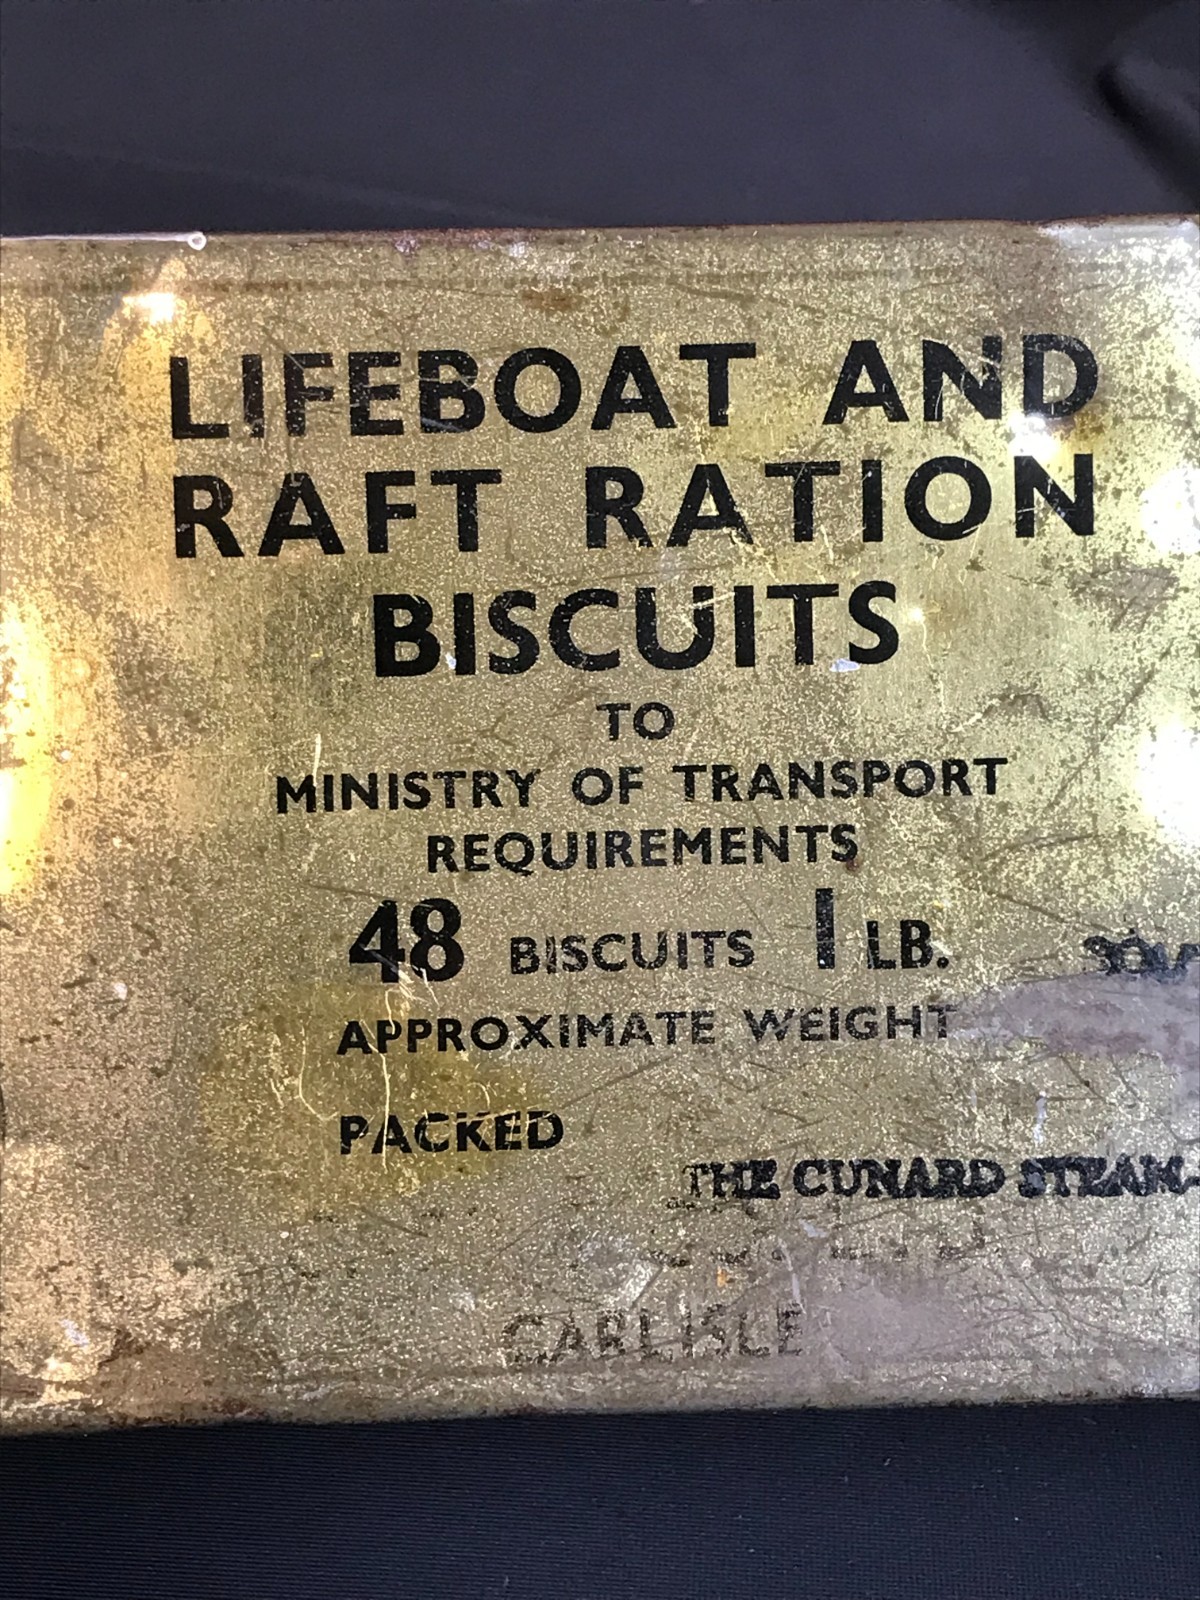 LIFEBOAT AND
RAFT RATION
BISCUITS
TO
MINISTRY OF TRANSPORT
REQUIREMENTS
48 BISCUITS 1 LB.
APPROXIMATE WEIGHT
PACKED
THE CUNARD STEAM-
CARLISLE